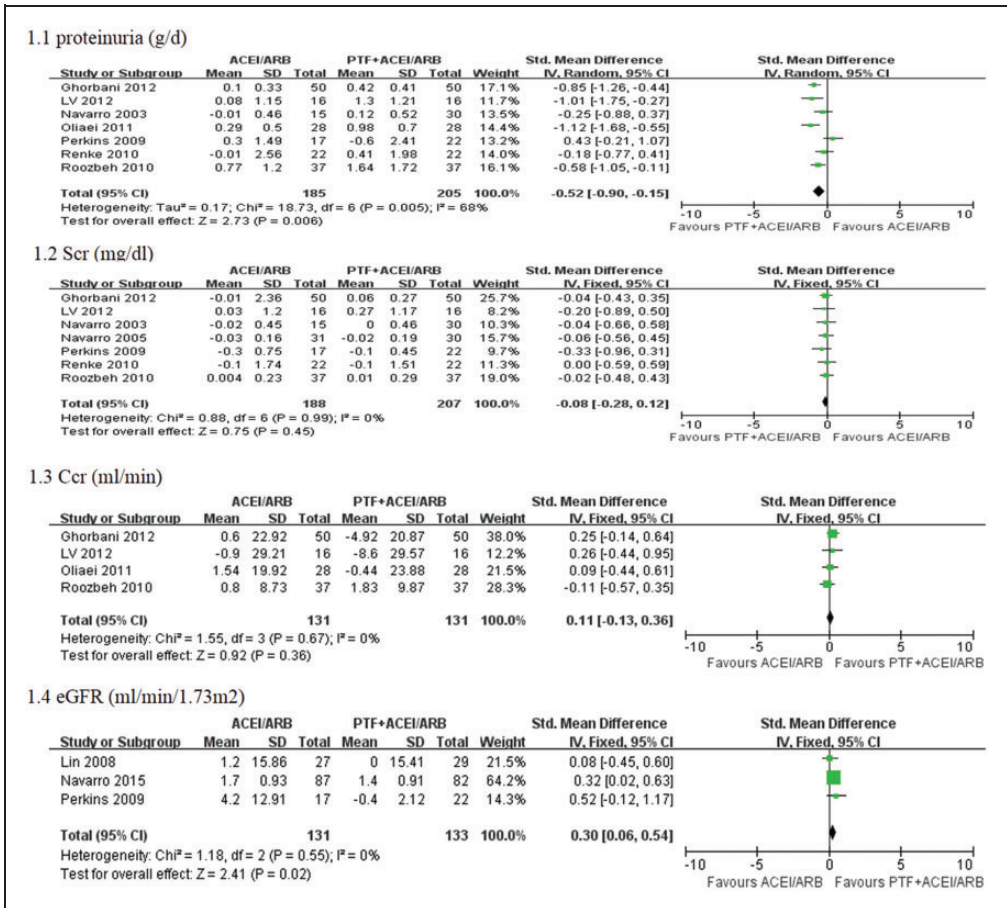 1.1 proteinuria (g/d)
ACEI/ARB PTF+ACEI/ARB Std. Mean Difference Std. Mean Difference
Study or Subgroup Mean SD Total Mean SD Total Weight IV, Random, 95% CI IV, Random, 95% CI
Ghorbani 2012 0.1 0.33 50 0.42 0.41 50 17.1% -0.85 [-1.26, -0.44]
LV 2012 0.08 1.15 16 1.3 1.21 16 11.7% -1.01 [-1.75, -0.27]
Navarro 2003 -0.01 0.46 15 0.12 0.52 30 13.5% -0.25 [-0.88, 0.37]
Oliaei 2011 0.29 0.5 28 0.98 0.7 28 14.4% -1.12 [-1.68, -0.55]
Perkins 2009 0.3 1.49 17 -0.6 2.41 22 13.2% 0.43 [-0.21, 1.07]
Renke 2010 -0.01 2.56 22 0.41 1.98 22 14.0% -0.18 [-0.77, 0.41]
Roozbeh 2010 0.77 1.2 37 1.64 1.72 37 16.1% -0.58 [-1.05, -0.11]
Total (95% CI) 185 205 100.0% -0.52 [-0.90, -0.15]
Heterogeneity: Tau² = 0.17; Chi² = 18.73, df = 6 (P = 0.005); I² = 68%
Test for overall effect: Z = 2.73 (P = 0.006)
-10 -5 0 5 10
Favours PTF+ACEI/ARB Favours ACEI/ARB
1.2 Scr (mg/dl)
ACEI/ARB PTF+ACEI/ARB Std. Mean Difference Std. Mean Difference
Study or Subgroup Mean SD Total Mean SD Total Weight IV, Fixed, 95% CI IV, Fixed, 95% CI
Ghorbani 2012 -0.01 2.36 50 0.06 0.27 50 25.7% -0.04 [-0.43, 0.35]
LV 2012 0.03 1.2 16 0.27 1.17 16 8.2% -0.20 [-0.89, 0.50]
Navarro 2003 -0.02 0.45 15 0 0.46 30 10.3% -0.04 [-0.66, 0.58]
Navarro 2005 -0.03 0.16 31 -0.02 0.19 30 15.7% -0.06 [-0.56, 0.45]
Perkins 2009 -0.3 0.75 17 -0.1 0.45 22 9.7% -0.33 [-0.96, 0.31]
Renke 2010 -0.1 1.74 22 -0.1 1.51 22 11.3% 0.00 [-0.59, 0.59]
Roozbeh 2010 0.004 0.23 37 0.01 0.29 37 19.0% -0.02 [-0.48, 0.43]
Total (95% CI) 188 207 100.0% -0.08 [-0.28, 0.12]
Heterogeneity: Chi² = 0.88, df = 6 (P = 0.99); I² = 0%
Test for overall effect: Z = 0.75 (P = 0.45)
-10 -5 0 5 10
Favours PTF+ACEI/ARB Favours ACEI/ARB
1.3 Ccr (ml/min)
ACEI/ARB PTF+ACEI/ARB Std. Mean Difference Std. Mean Difference
Study or Subgroup Mean SD Total Mean SD Total Weight IV, Fixed, 95% CI IV, Fixed, 95% CI
Ghorbani 2012 0.6 22.92 50 -4.92 20.87 50 38.0% 0.25 [-0.14, 0.64]
LV 2012 -0.9 29.21 16 -8.6 29.57 16 12.2% 0.26 [-0.44, 0.95]
Oliaei 2011 1.54 19.92 28 -0.44 23.88 28 21.5% 0.09 [-0.44, 0.61]
Roozbeh 2010 0.8 8.73 37 1.83 9.87 37 28.3% -0.11 [-0.57, 0.35]
Total (95% CI) 131 131 100.0% 0.11 [-0.13, 0.36]
Heterogeneity: Chi² = 1.55, df = 3 (P = 0.67); I² = 0%
Test for overall effect: Z = 0.92 (P = 0.36)
-10 -5 0 5 10
Favours ACEI/ARB Favours PTF+ACEI/ARB
1.4 eGFR (ml/min/1.73m2)
ACEI/ARB PTF+ACEI/ARB Std. Mean Difference Std. Mean Difference
Study or Subgroup Mean SD Total Mean SD Total Weight IV, Fixed, 95% CI IV, Fixed, 95% CI
Lin 2008 1.2 15.86 27 0 15.41 29 21.5% 0.08 [-0.45, 0.60]
Navarro 2015 1.7 0.93 87 1.4 0.91 82 64.2% 0.32 [0.02, 0.63]
Perkins 2009 4.2 12.91 17 -0.4 2.12 22 14.3% 0.52 [-0.12, 1.17]
Total (95% CI) 131 133 100.0% 0.30 [0.06, 0.54]
Heterogeneity: Chi² = 1.18, df = 2 (P = 0.55); I² = 0%
Test for overall effect: Z = 2.41 (P = 0.02)
-10 -5 0 5 10
Favours ACEI/ARB Favours PTF+ACEI/ARB